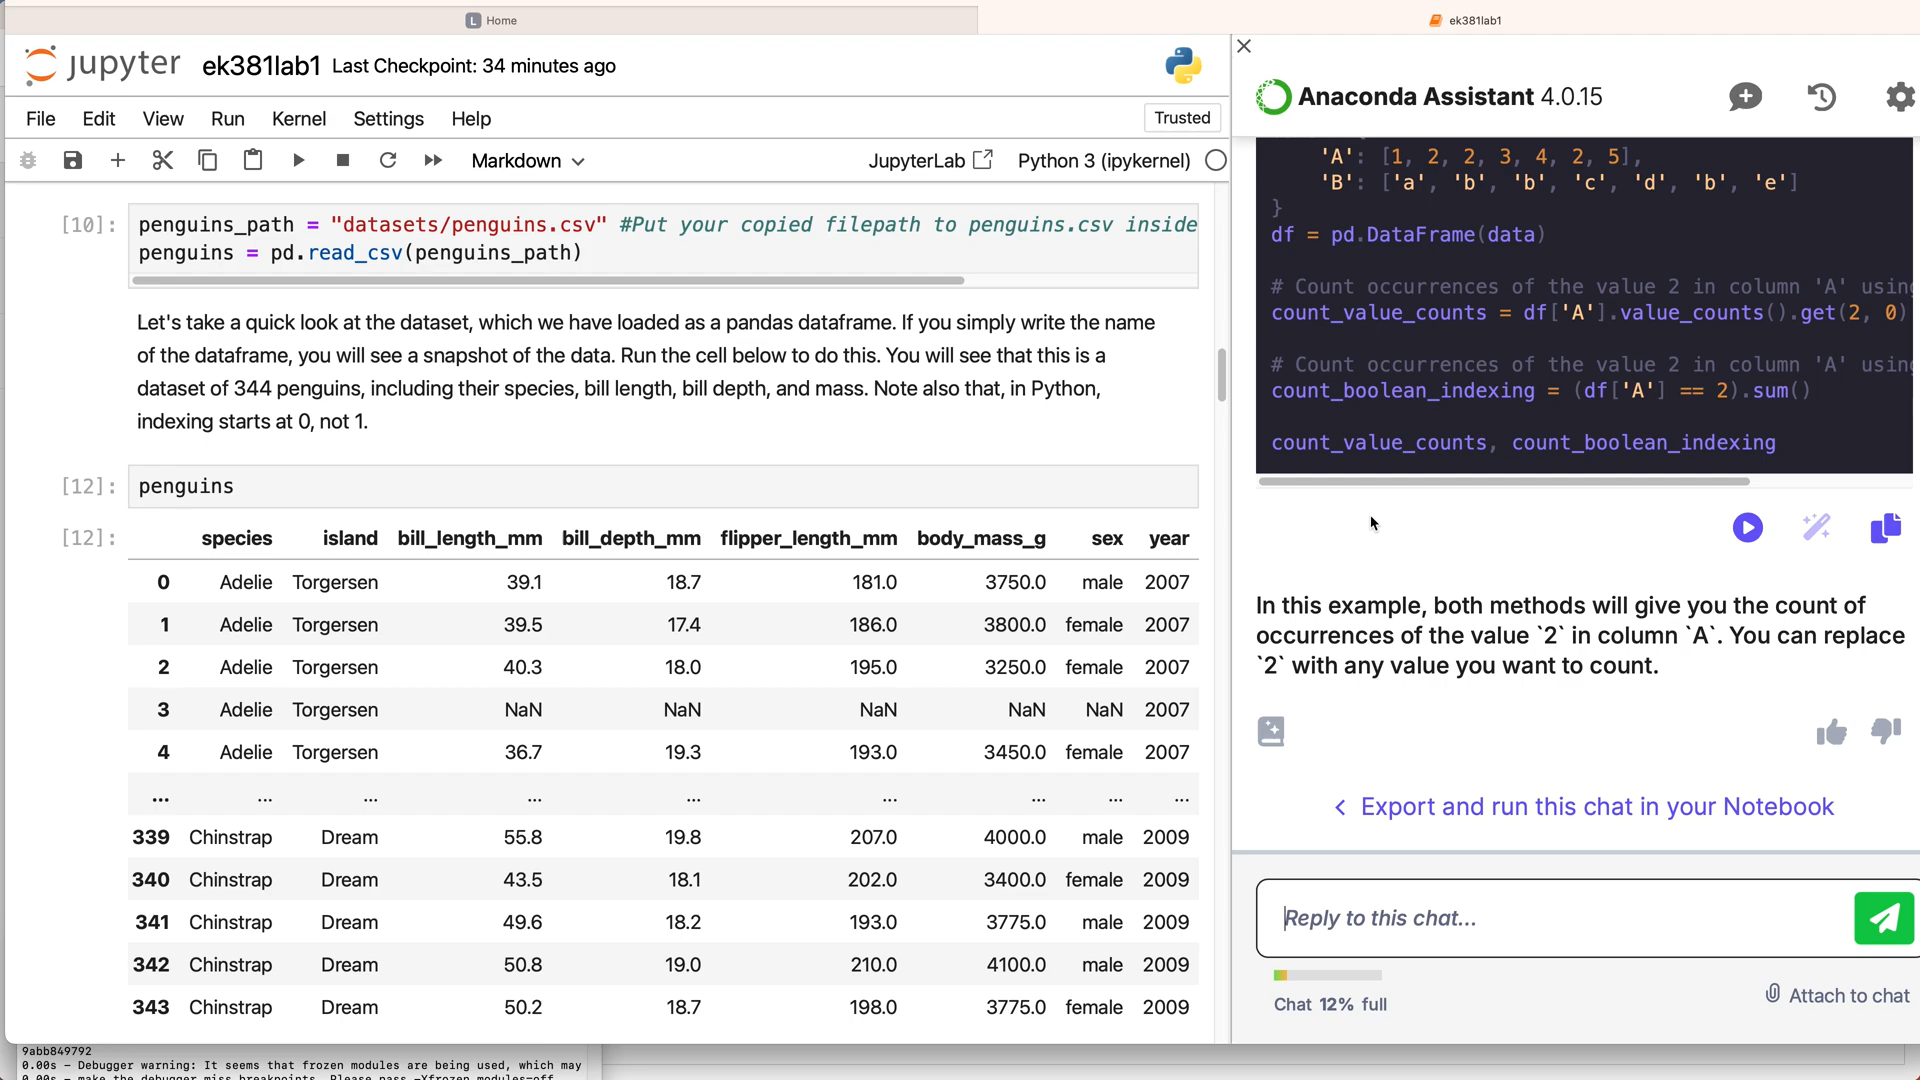 L Home
ek381lab1
jupyter ek381lab1 Last Checkpoint: 34 minutes ago
File Edit View Run Kernel Settings Help
Trusted
Markdown
JupyterLab
Python 3 (ipykernel)
[10]:
penguins_path = "datasets/penguins.csv" #Put your copied filepath to penguins.csv inside
penguins = pd.read_csv(penguins_path)
Let's take a quick look at the dataset, which we have loaded as a pandas dataframe. If you simply write the name
of the dataframe, you will see a snapshot of the data. Run the cell below to do this. You will see that this is a
dataset of 344 penguins, including their species, bill length, bill depth, and mass. Note also that, in Python,
indexing starts at 0, not 1.
[12]:
penguins
[12]:
species island bill_length_mm bill_depth_mm flipper_length_mm body_mass_g sex year
0 Adelie Torgersen 39.1 18.7 181.0 3750.0 male 2007
1 Adelie Torgersen 39.5 17.4 186.0 3800.0 female 2007
2 Adelie Torgersen 40.3 18.0 195.0 3250.0 female 2007
3 Adelie Torgersen NaN NaN NaN NaN NaN 2007
4 Adelie Torgersen 36.7 19.3 193.0 3450.0 female 2007
... ... ... ... ... ... ... ... ...
339 Chinstrap Dream 55.8 19.8 207.0 4000.0 male 2009
340 Chinstrap Dream 43.5 18.1 202.0 3400.0 female 2009
341 Chinstrap Dream 49.6 18.2 193.0 3775.0 male 2009
342 Chinstrap Dream 50.8 19.0 210.0 4100.0 male 2009
343 Chinstrap Dream 50.2 18.7 198.0 3775.0 female 2009
9abb849792
0.00s - Debugger warning: It seems that frozen modules are being used, which may
0.00s - make the debugger miss breakpoints. Please pass -Xfrozen_modules=off
Anaconda Assistant 4.0.15
'A': [1, 2, 2, 3, 4, 2, 5],
'B': ['a', 'b', 'b', 'c', 'd', 'b', 'e']
}
df = pd.DataFrame(data)
# Count occurrences of the value 2 in column 'A' using
count_value_counts = df['A'].value_counts().get(2, 0)
# Count occurrences of the value 2 in column 'A' using
count_boolean_indexing = (df['A'] == 2).sum()
count_value_counts, count_boolean_indexing
In this example, both methods will give you the count of
occurrences of the value `2` in column `A`. You can replace
`2` with any value you want to count.
< Export and run this chat in your Notebook
Reply to this chat...
Chat 12% full
Attach to chat